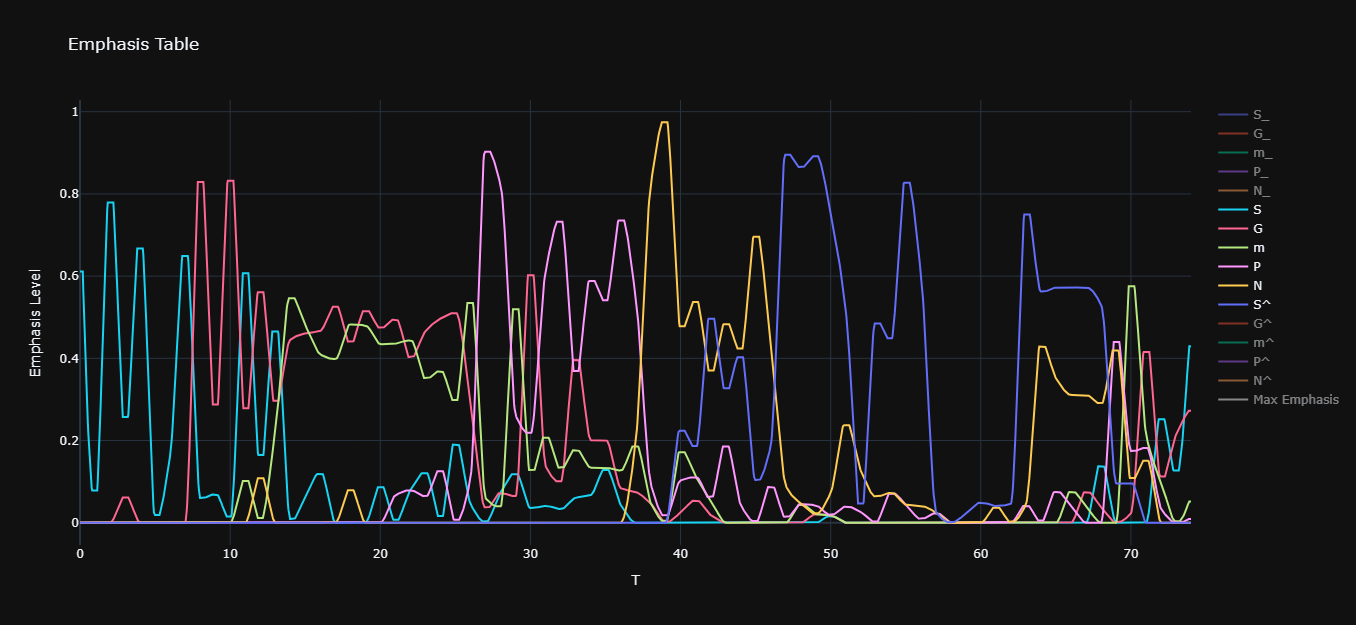 Emphasis Table
1
0.8
0.6
0.4
0.2
0
Emphasis Level
0 10 20 30 40 50 60 70
T
S_
G_
m_
P_
N_
S
G
m
P
N
S^
G^
m^
P^
N^
Max Emphasis